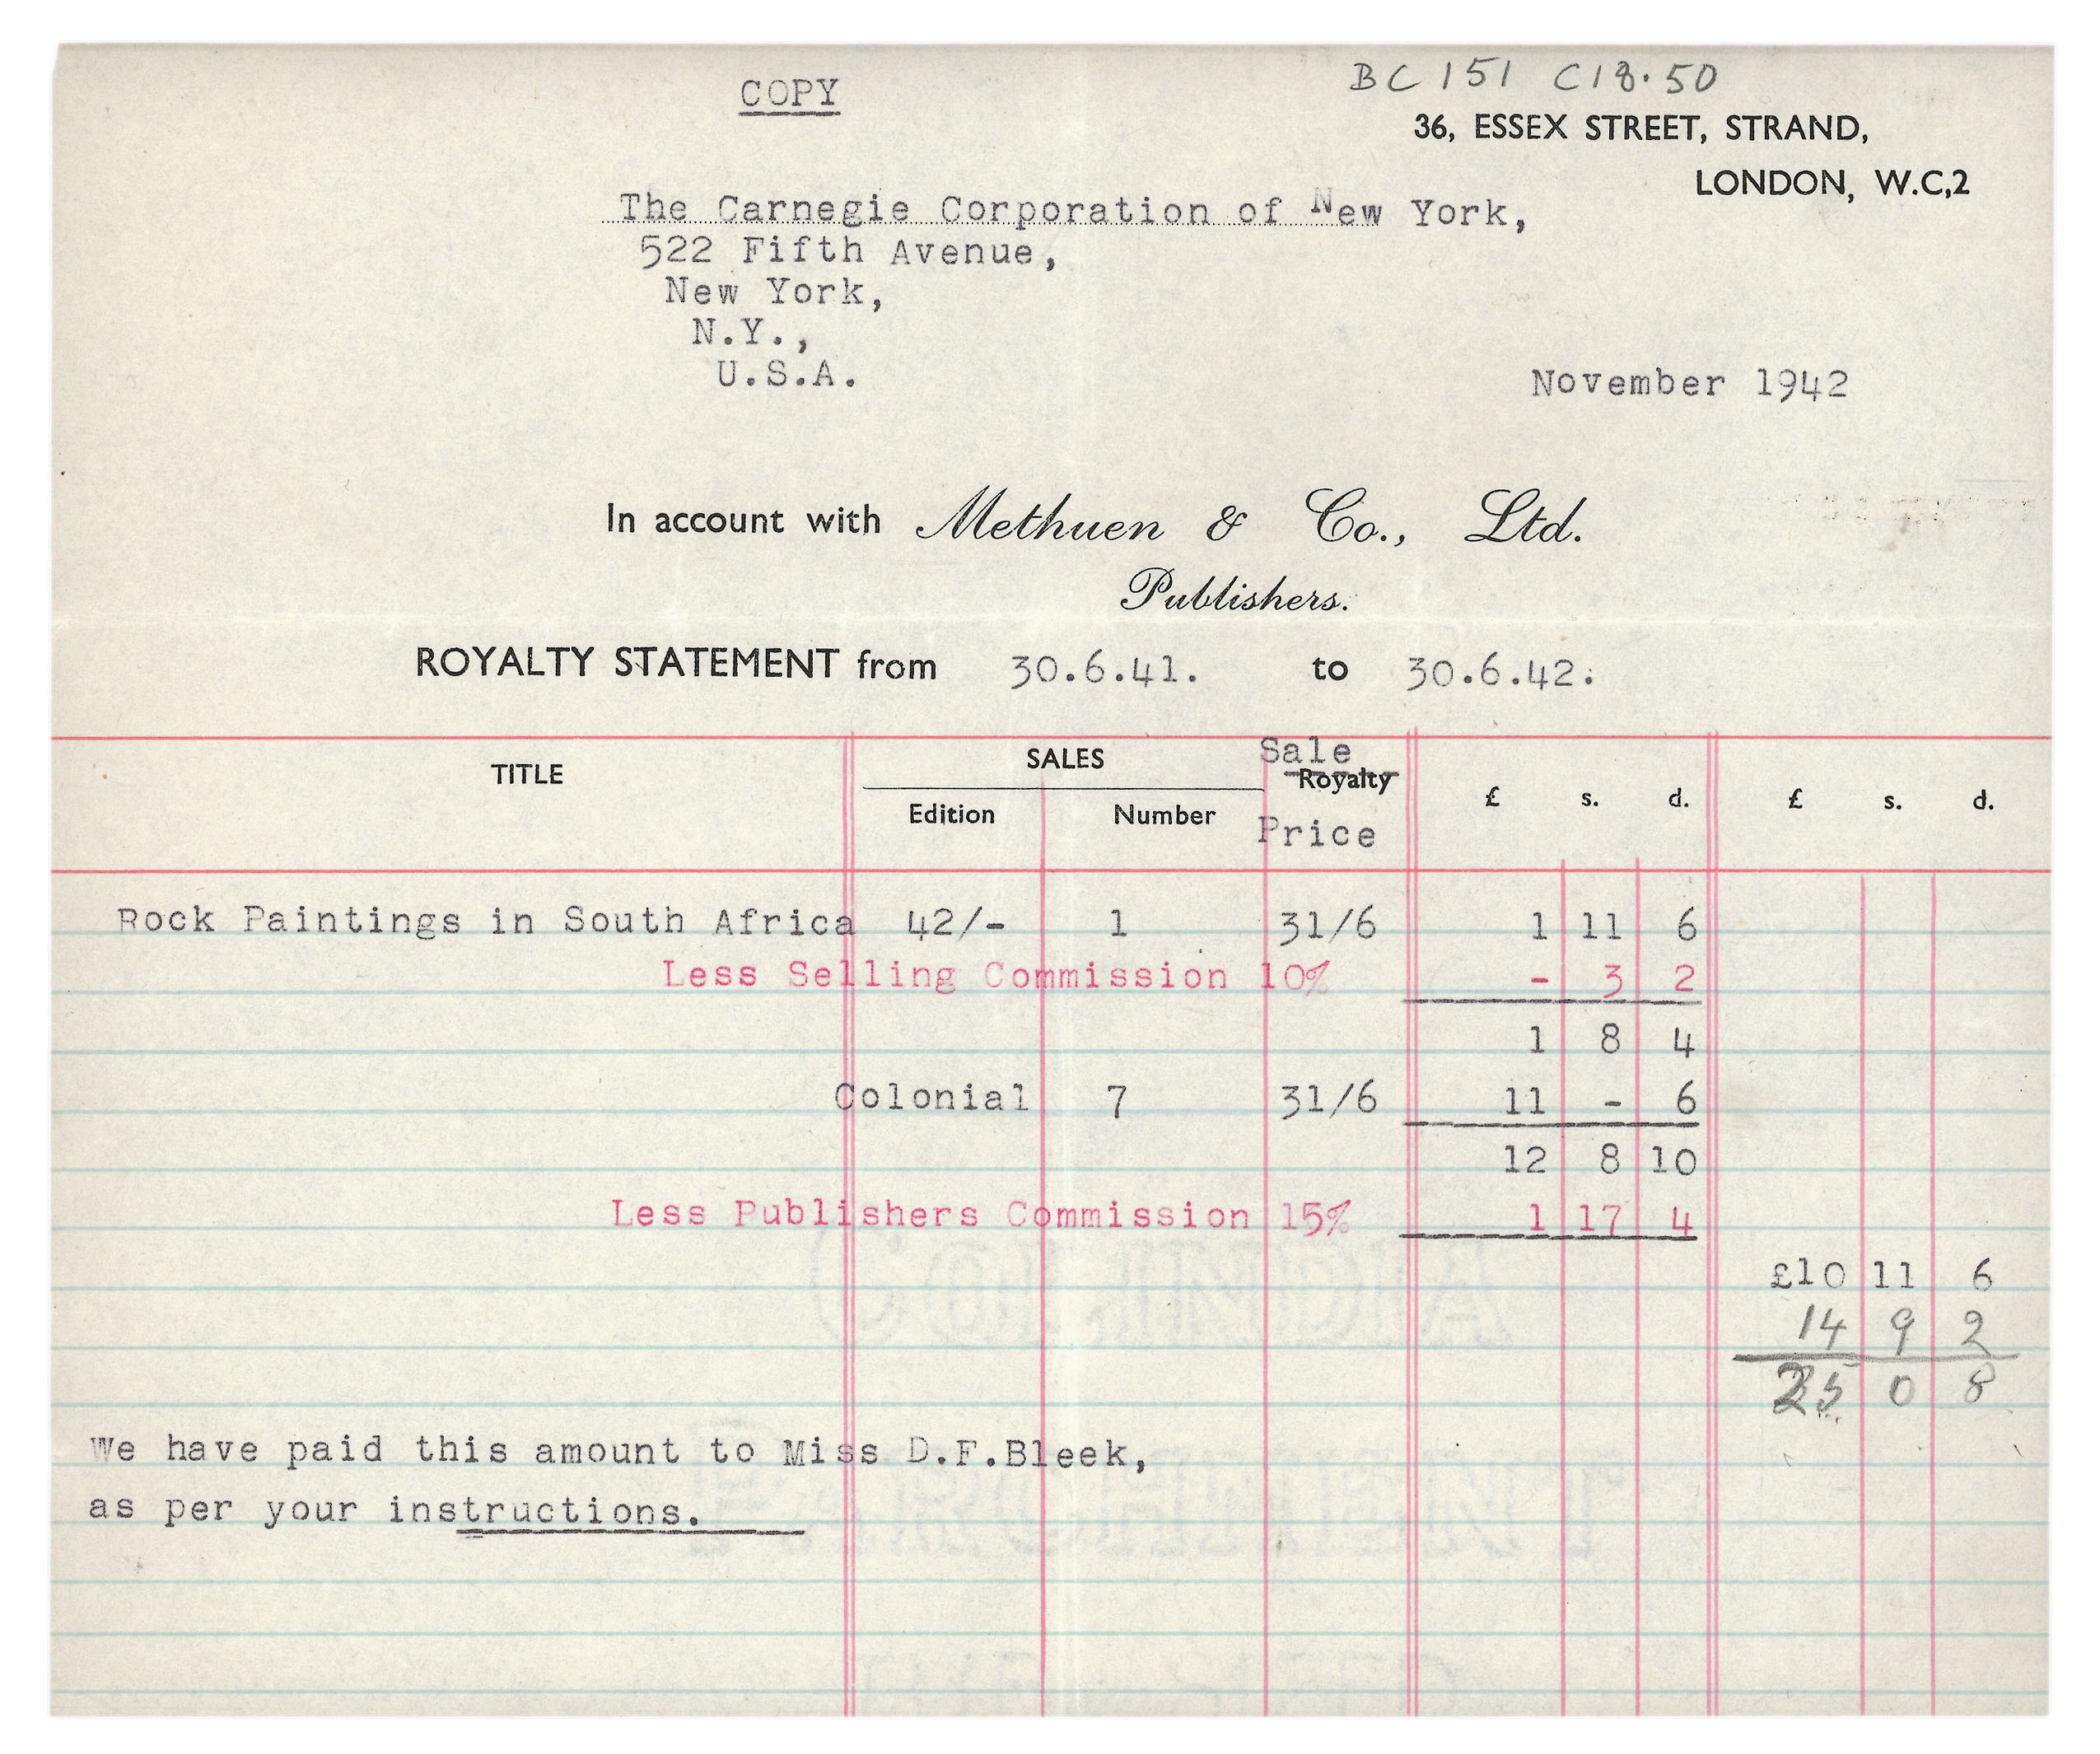 COPY
BC 151 C18.50
36, ESSEX STREET, STRAND,
LONDON, W.C,2
The Carnegie Corporation of New York,
522 Fifth Avenue,
New York,
N.Y.,
U.S.A.
November 1942
In account with Methuen & Co., Ltd.
Publishers.
ROYALTY STATEMENT from 30.6.41. to 30.6.42.
TITLE SALES Sale Royalty Price £ s. d. £ s. d.
Edition Number
Rock Paintings in South Africa 42/- 1 31/6 1 11 6
Less Selling Commission 10% - 3 2
1 8 4
Colonial 7 31/6 11 - 6
12 8 10
Less Publishers Commission 15% 1 17 4
£10 11 6
14 9 2
25 0 8
We have paid this amount to Miss D.F.Bleek,
as per your instructions.